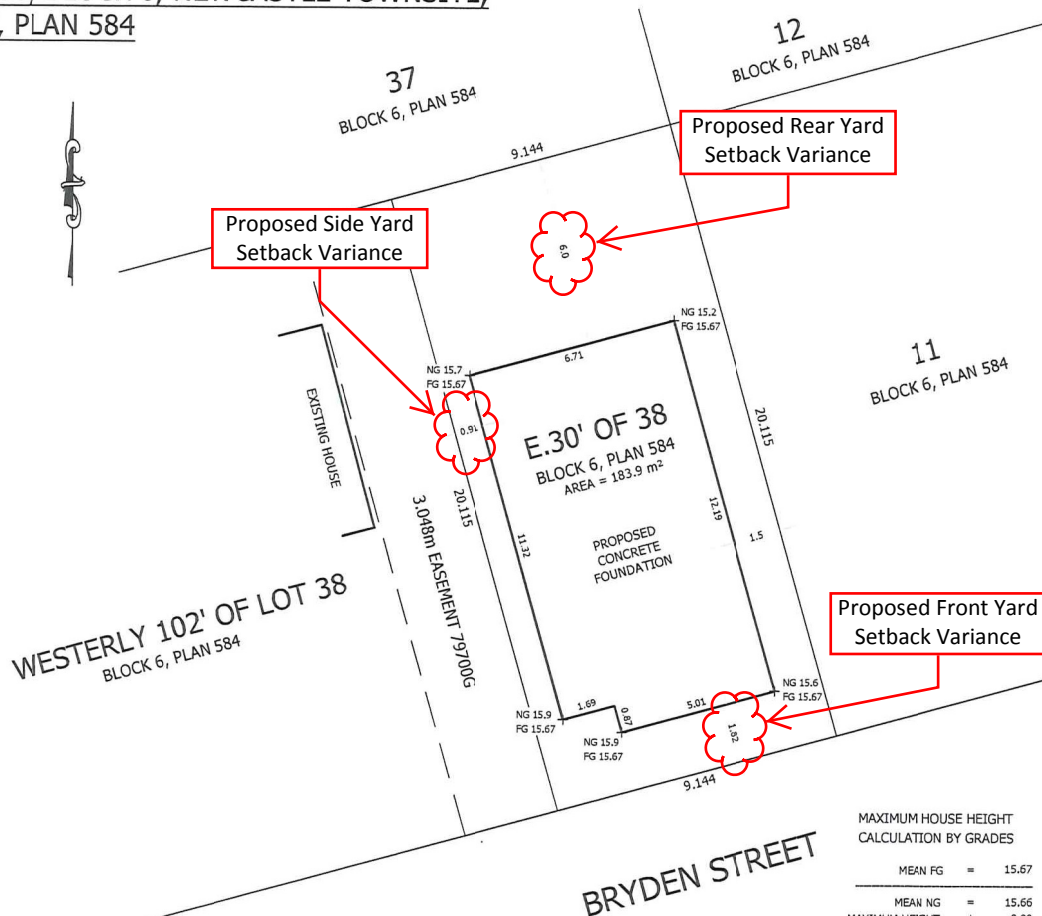 , PLAN 584
37
BLOCK 6, PLAN 584
12
BLOCK 6, PLAN 584
9.144
Proposed Rear Yard
Setback Variance
Proposed Side Yard
Setback Variance
6.0
NG 15.2
FG 15.67
6.71
NG 15.7
FG 15.67
11
BLOCK 6, PLAN 584
EXISTING HOUSE
0.91
E.30' OF 38
BLOCK 6, PLAN 584
AREA = 183.9 m²
20.115
20.115
3.048m EASEMENT 79700G
11.32
12.19
PROPOSED
CONCRETE
FOUNDATION
1.5
WESTERLY 102' OF LOT 38
BLOCK 6, PLAN 584
Proposed Front Yard
Setback Variance
NG 15.6
FG 15.67
1.69
0.87
5.01
NG 15.9
FG 15.67
NG 15.9
FG 15.67
1.82
9.144
BRYDEN STREET
MAXIMUM HOUSE HEIGHT
CALCULATION BY GRADES
MEAN FG = 15.67
MEAN NG = 15.66